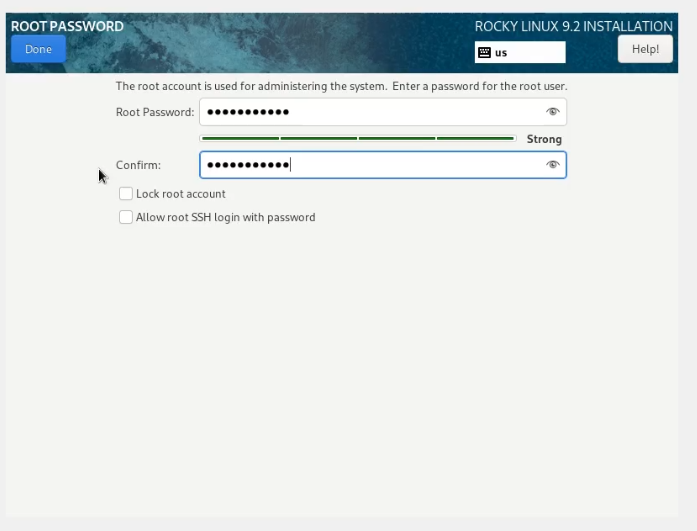 ROOT PASSWORD
ROCKY LINUX 9.2 INSTALLATION
Done
us
Help!
The root account is used for administering the system. Enter a password for the root user.
Root Password: ●●●●●●●●●●●
Strong
Confirm: ●●●●●●●●●●●
Lock root account
Allow root SSH login with password